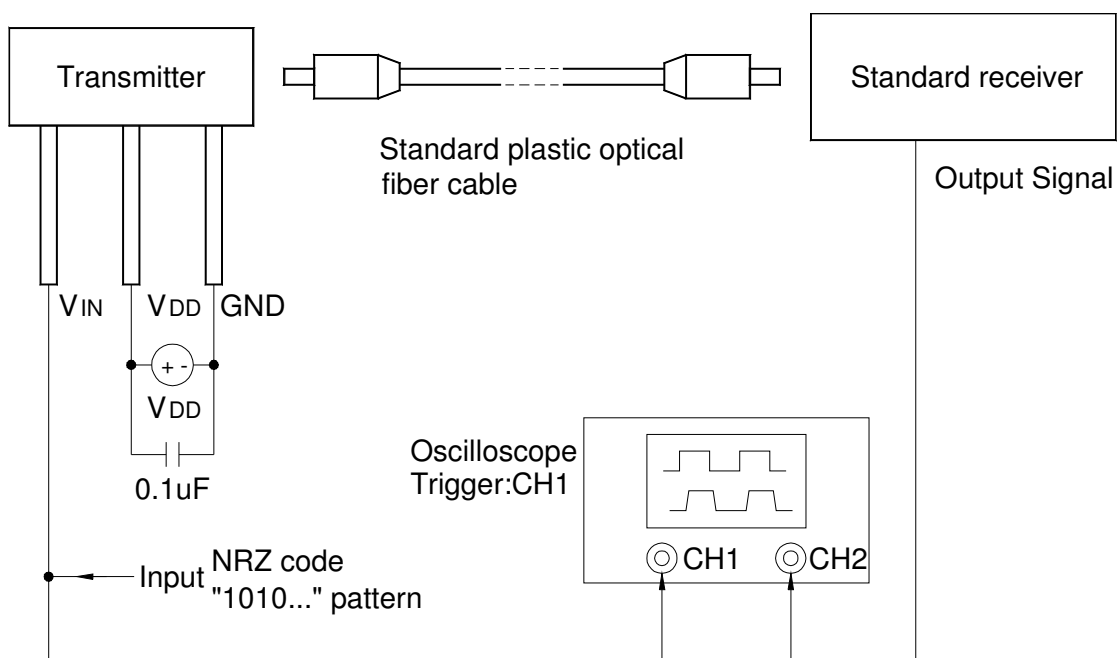 Transmitter
Standard receiver
Standard plastic optical
fiber cable
Output Signal
VIN
VDD
GND
+ -
VDD
0.1uF
Oscilloscope
Trigger:CH1
CH1
CH2
Input
NRZ code
"1010..." pattern